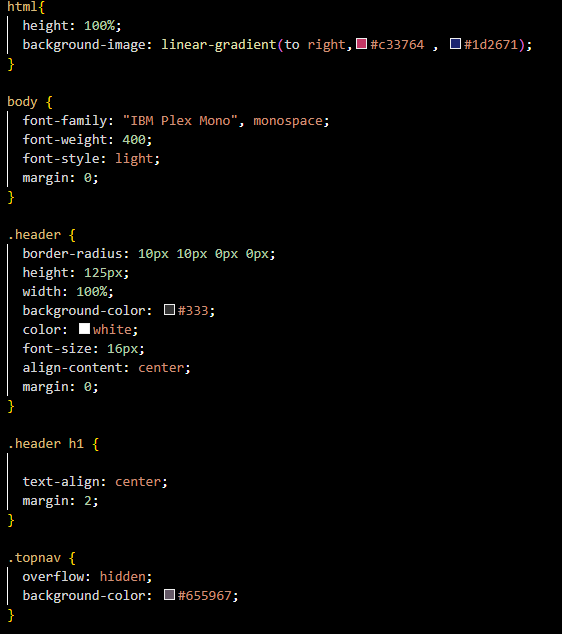 html{
height: 100%;
background-image: linear-gradient(to right, #c33764 , #1d2671);
}
body {
font-family: "IBM Plex Mono", monospace;
font-weight: 400;
font-style: light;
margin: 0;
}
.header {
border-radius: 10px 10px 0px 0px;
height: 125px;
width: 100%;
background-color: #333;
color: white;
font-size: 16px;
align-content: center;
margin: 0;
}
.header h1 {
text-align: center;
margin: 2;
}
.topnav {
overflow: hidden;
background-color: #655967;
}